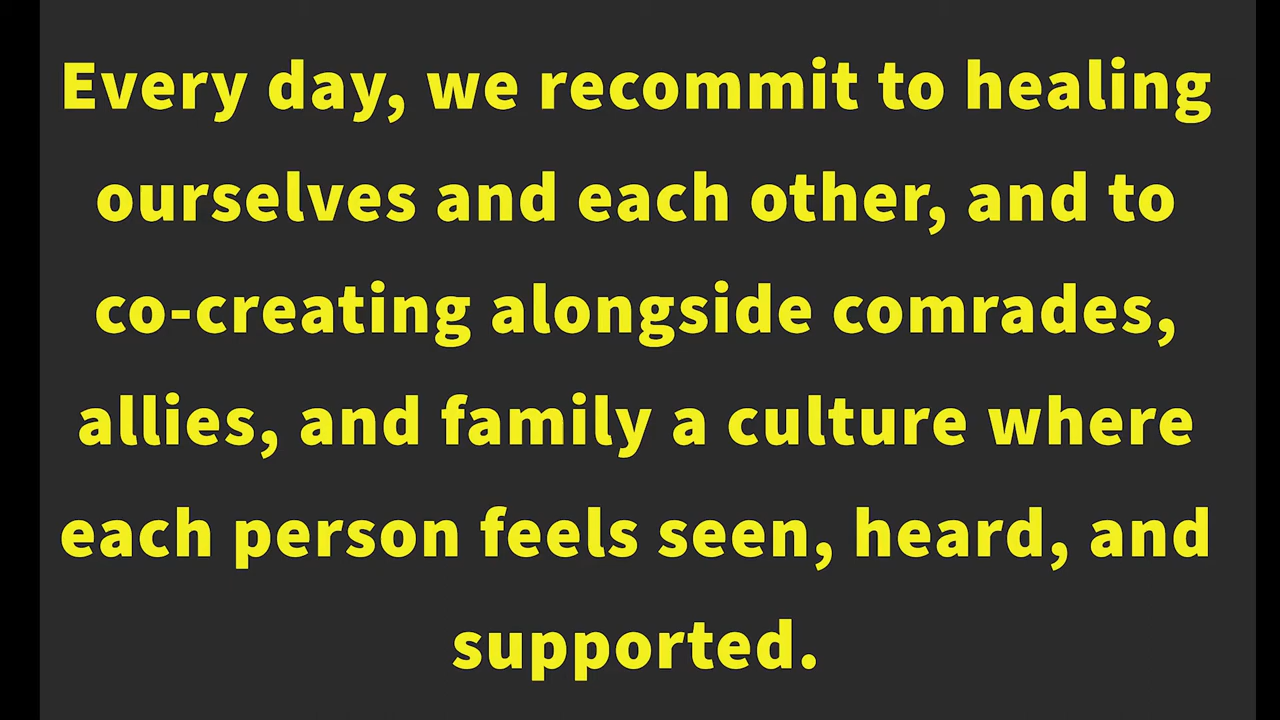 Every day, we recommit to healing
ourselves and each other, and to
co-creating alongside comrades,
allies, and family a culture where
each person feels seen, heard, and
supported.